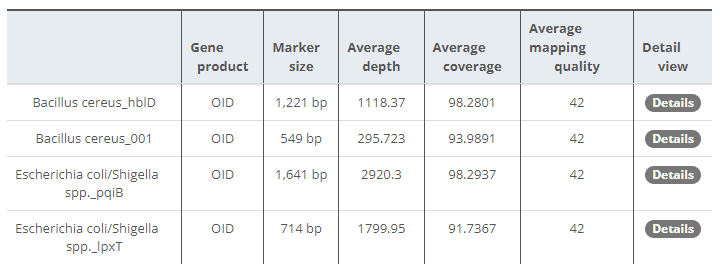 Gene product Marker size Average depth Average coverage Average mapping quality Detail view
Bacillus cereus_hblD OID 1,221 bp 1118.37 98.2801 42 Details
Bacillus cereus_001 OID 549 bp 295.723 93.9891 42 Details
Escherichia coli/Shigella spp._pqiB OID 1,641 bp 2920.3 98.2937 42 Details
Escherichia coli/Shigella spp._lpxT OID 714 bp 1799.95 91.7367 42 Details